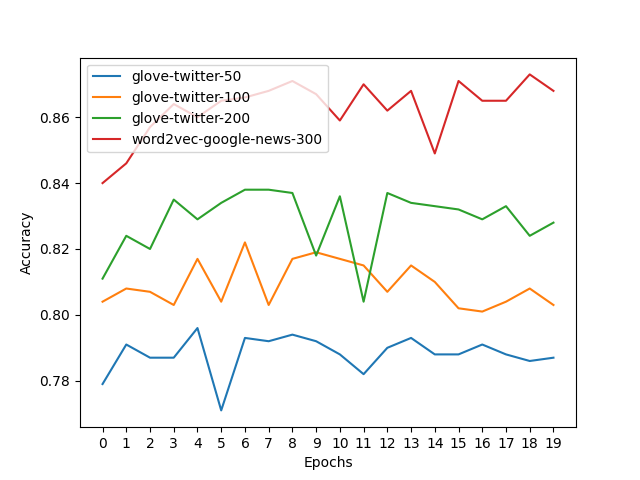 glove-twitter-50
glove-twitter-100
glove-twitter-200
word2vec-google-news-300
0.86
0.84
0.82
0.80
0.78
Accuracy
0 1 2 3 4 5 6 7 8 9 10 11 12 13 14 15 16 17 18 19
Epochs